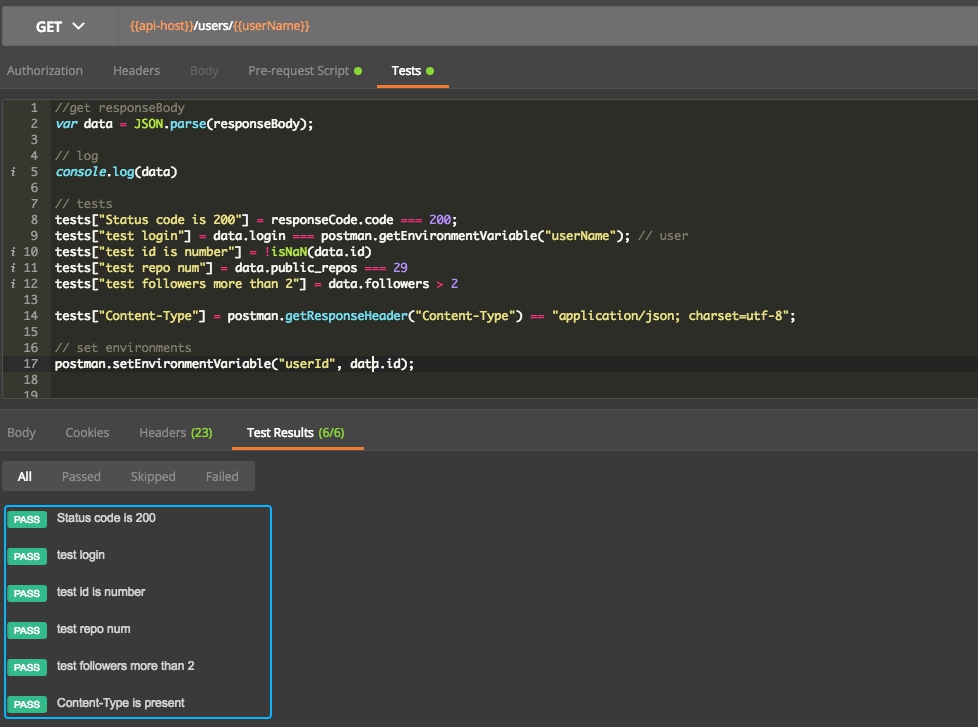 GET {{api-host}}/users/{{userName}}
Authorization Headers Body Pre-request Script Tests
1 //get responseBody
2 var data = JSON.parse(responseBody);
3
4 // log
i 5 console.log(data)
6
7 // tests
8 tests["Status code is 200"] = responseCode.code === 200;
9 tests["test login"] = data.login === postman.getEnvironmentVariable("userName"); // user
i 10 tests["test id is number"] = !isNaN(data.id)
i 11 tests["test repo num"] = data.public_repos === 29
i 12 tests["test followers more than 2"] = data.followers > 2
13
14 tests["Content-Type"] = postman.getResponseHeader("Content-Type") == "application/json; charset=utf-8";
15
16 // set environments
17 postman.setEnvironmentVariable("userId", data.id);
18
19
Body Cookies Headers (23) Test Results (6/6)
All Passed Skipped Failed
PASS Status code is 200
PASS test login
PASS test id is number
PASS test repo num
PASS test followers more than 2
PASS Content-Type is present